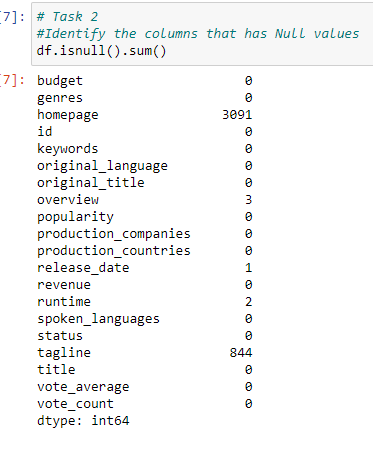 [7]: # Task 2
#Identify the columns that has Null values
df.isnull().sum()
[7]: budget 0
genres 0
homepage 3091
id 0
keywords 0
original_language 0
original_title 0
overview 3
popularity 0
production_companies 0
production_countries 0
release_date 1
revenue 0
runtime 2
spoken_languages 0
status 0
tagline 844
title 0
vote_average 0
vote_count 0
dtype: int64